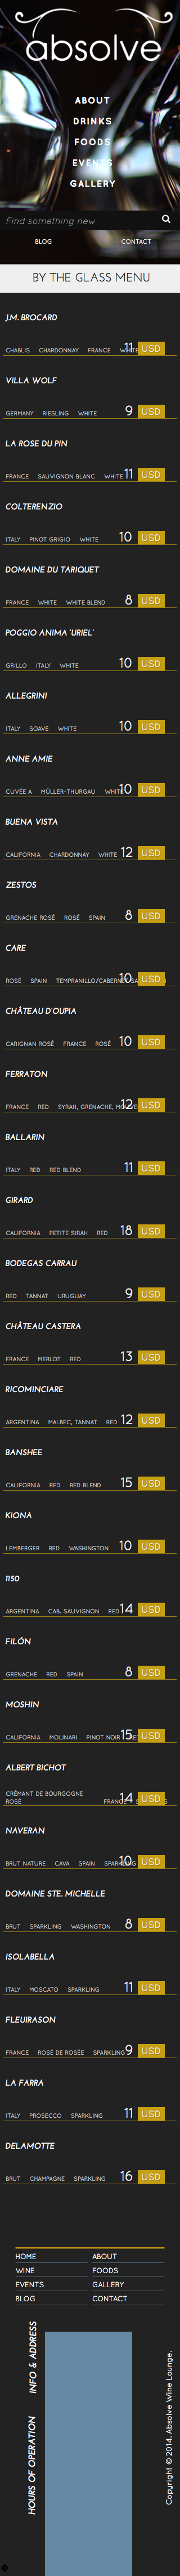 absolve
ABOUT
DRINKS
FOODS
EVENTS
GALLERY
Find something new
BLOG CONTACT
BY THE GLASS MENU
J.M. BROCARD
CHABLIS CHARDONNAY FRANCE WHITE 11 USD
VILLA WOLF
GERMANY RIESLING WHITE 9 USD
LA ROSE DU PIN
FRANCE SAUVIGNON BLANC WHITE 11 USD
COLTERENZIO
ITALY PINOT GRIGIO WHITE 10 USD
DOMAINE DU TARIQUET
FRANCE WHITE WHITE BLEND 8 USD
POGGIO ANIMA 'URIEL'
GRILLO ITALY WHITE 10 USD
ALLEGRINI
ITALY SOAVE WHITE 10 USD
ANNE AMIE
CUVÉE A MÜLLER-THURGAU WHITE 10 USD
BUENA VISTA
CALIFORNIA CHARDONNAY WHITE 12 USD
ZESTOS
GRENACHE ROSÉ ROSÉ SPAIN 8 USD
CARE
ROSÉ SPAIN 10 USD
CHÂTEAU D'OUPIA
CARIGNAN ROSÉ FRANCE ROSÉ 10 USD
FERRATON
FRANCE RED SYRAH, GRENACHE, 12 USD
BALLARIN
ITALY RED RED BLEND 11 USD
GIRARD
CALIFORNIA PETITE SIRAH RED 18 USD
BODEGAS CARRAU
RED TANNAT URUGUAY 9 USD
CHÂTEAU CASTERA
FRANCE MERLOT RED 13 USD
RICOMINCIARE
ARGENTINA MALBEC, TANNAT RED 12 USD
BANSHEE
CALIFORNIA RED RED BLEND 15 USD
KIONA
LEMBERGER RED WASHINGTON 10 USD
1150
ARGENTINA CAB. SAUVIGNON RED 14 USD
FILÓN
GRENACHE RED SPAIN 8 USD
MOSHIN
CALIFORNIA MOLINARI PINOT NOIR 15 USD
ALBERT BICHOT
CRÉMANT DE BOURGOGNE
ROSÉ FRANCE 14 USD
NAVERAN
BRUT NATURE CAVA SPAIN SPARKLING 10 USD
DOMAINE STE. MICHELLE
BRUT SPARKLING WASHINGTON 8 USD
ISOLABELLA
ITALY MOSCATO SPARKLING 11 USD
FLEURAISON
FRANCE ROSÉ DE ROSÉE SPARKLING 9 USD
LA FARRA
ITALY PROSECCO SPARKLING 11 USD
DELAMOTTE
BRUT CHAMPAGNE SPARKLING 16 USD
HOME ABOUT
WINE FOODS
EVENTS GALLERY
BLOG CONTACT
INFO & ADDRESS
HOURS OF OPERATION
Copyright © 2014. Absolve Wine Lounge.